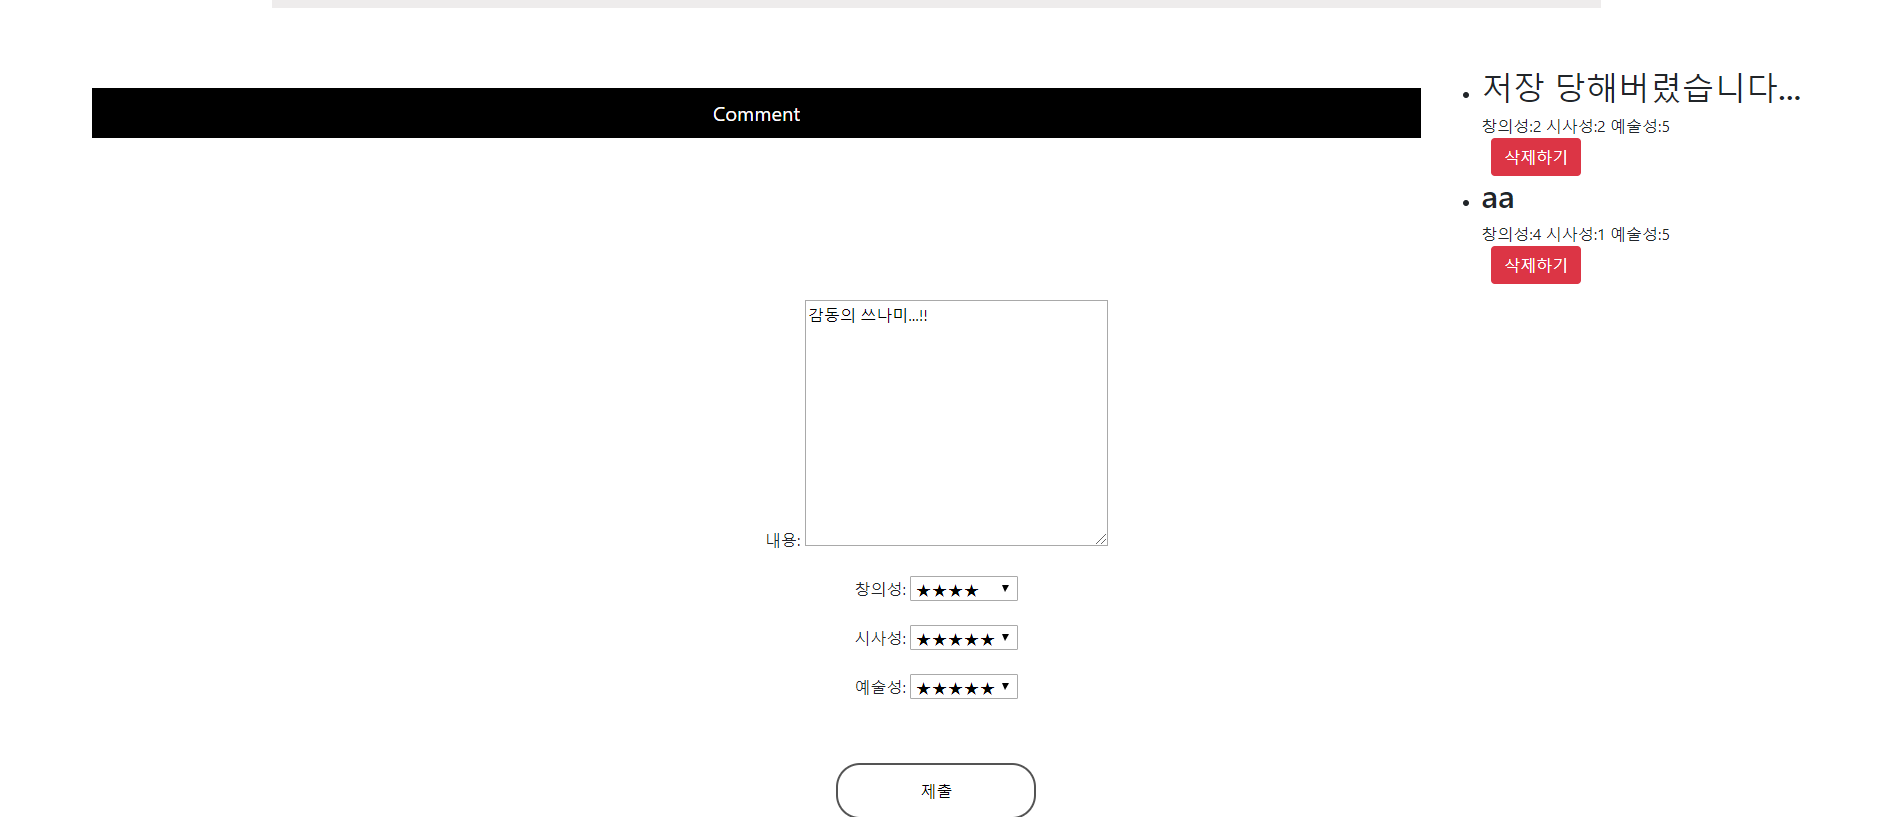 Comment
저장 당해버렸습니다...
창의성:2 시사성:2 예술성:5
삭제하기
aa
창의성:4 시사성:1 예술성:5
삭제하기
감동의 쓰나미...!!
내용:
창의성: ★★★★
시사성: ★★★★★
예술성: ★★★★★
제출